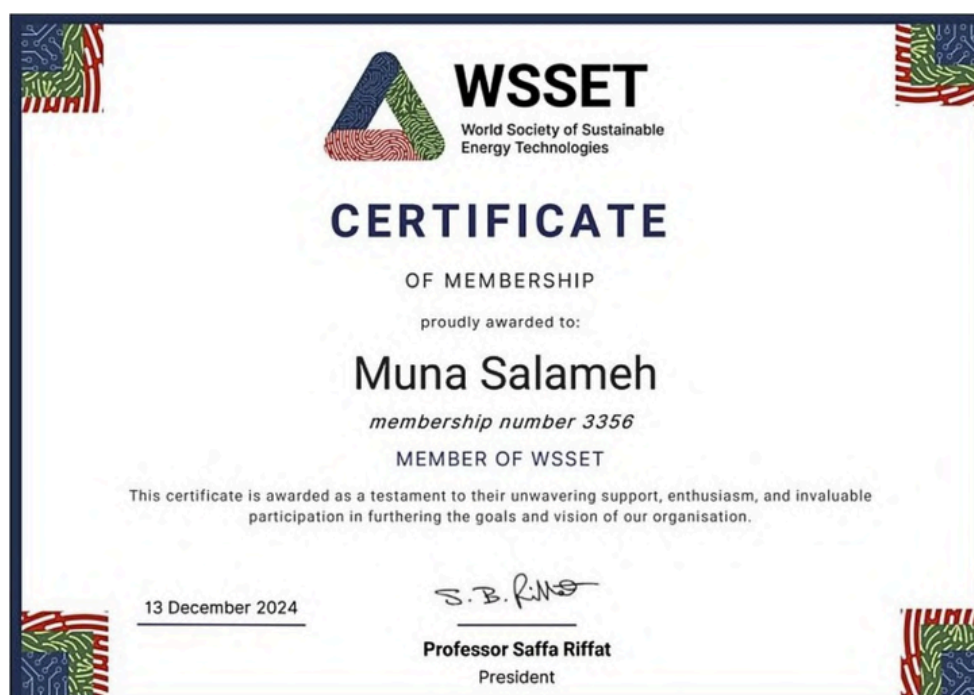 WSSET
World Society of Sustainable
Energy Technologies
CERTIFICATE
OF MEMBERSHIP
proudly awarded to:
Muna Salameh
membership number 3356
MEMBER OF WSSET
This certificate is awarded as a testament to their unwavering support, enthusiasm, and invaluable
participation in furthering the goals and vision of our organisation.
13 December 2024
S. B. Riffat
Professor Saffa Riffat
President